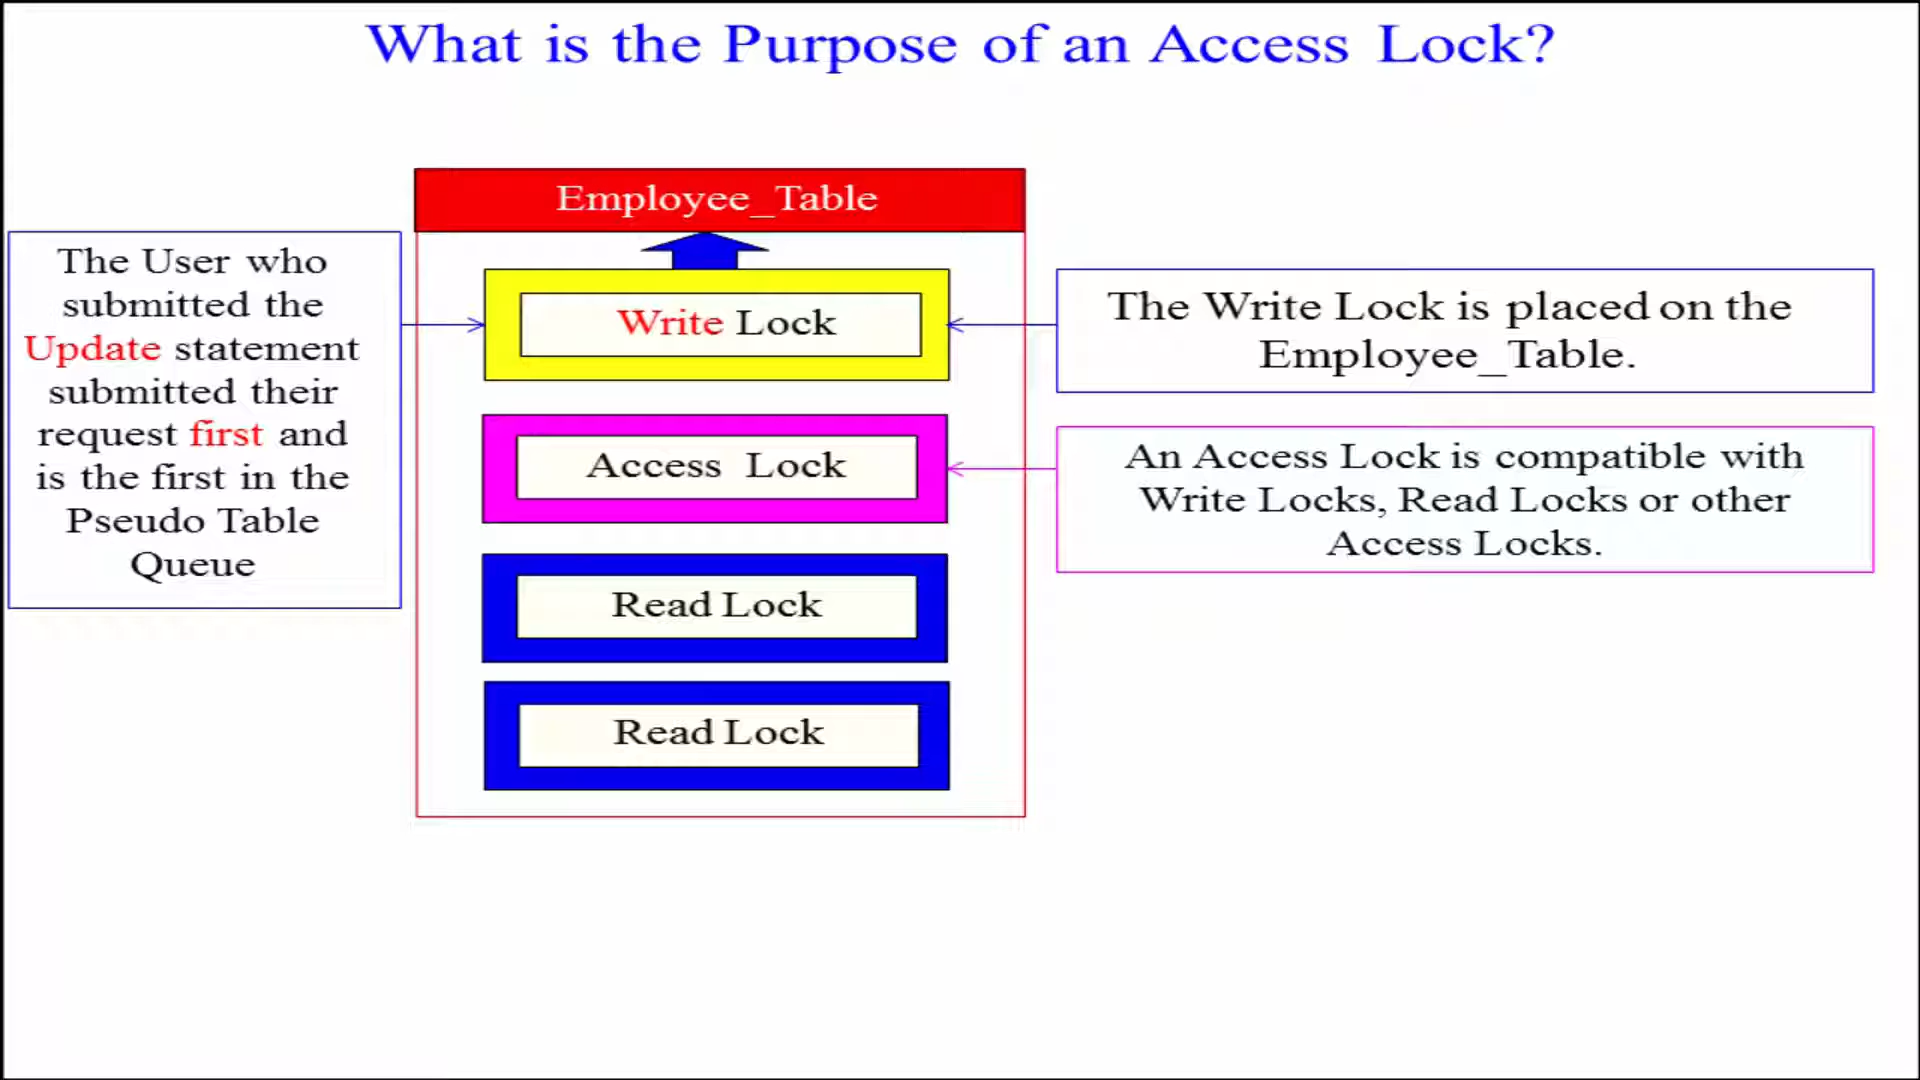 What is the Purpose of an Access Lock?
Employee_Table
The User who
submitted the
Update statement
submitted their
request first and
is the first in the
Pseudo Table
Queue
Write Lock
The Write Lock is placed on the
Employee_Table.
Access Lock
An Access Lock is compatible with
Write Locks, Read Locks or other
Access Locks.
Read Lock
Read Lock